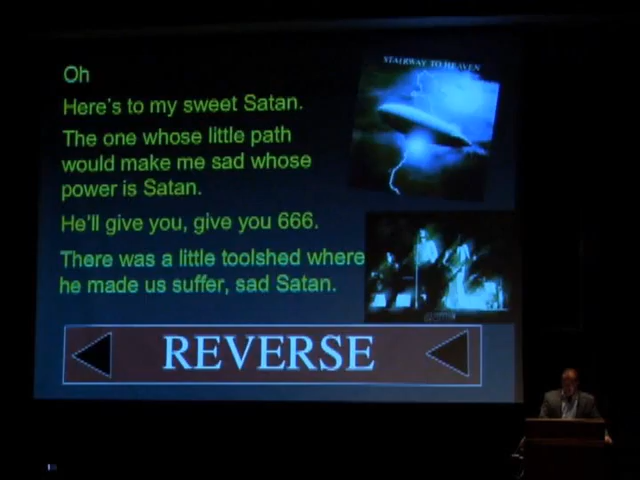 STAIRWAY TO HEAVEN
Oh
Here's to my sweet Satan.
The one whose little path
would make me sad whose
power is Satan.
He'll give you, give you 666.
There was a little toolshed where
he made us suffer, sad Satan.
REVERSE